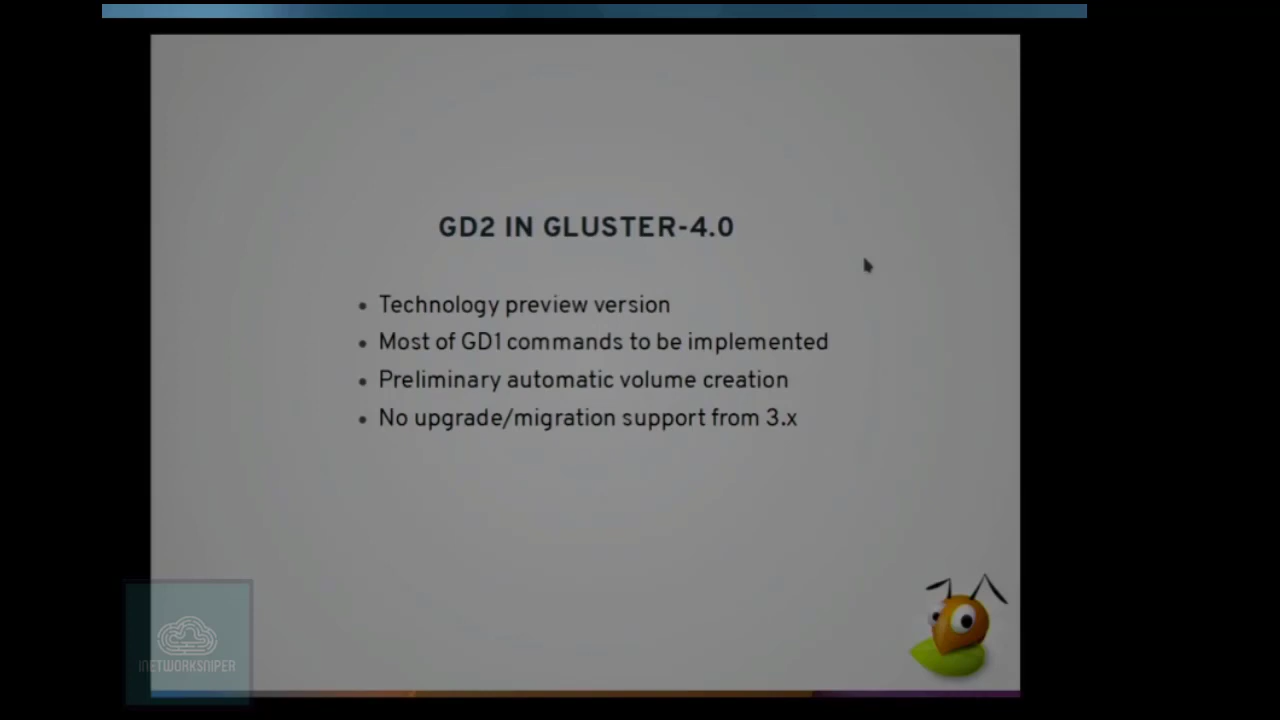 GD2 IN GLUSTER-4.0
Technology preview version
Most of GD1 commands to be implemented
Preliminary automatic volume creation
No upgrade/migration support from 3.x
INETWORKSNIPER